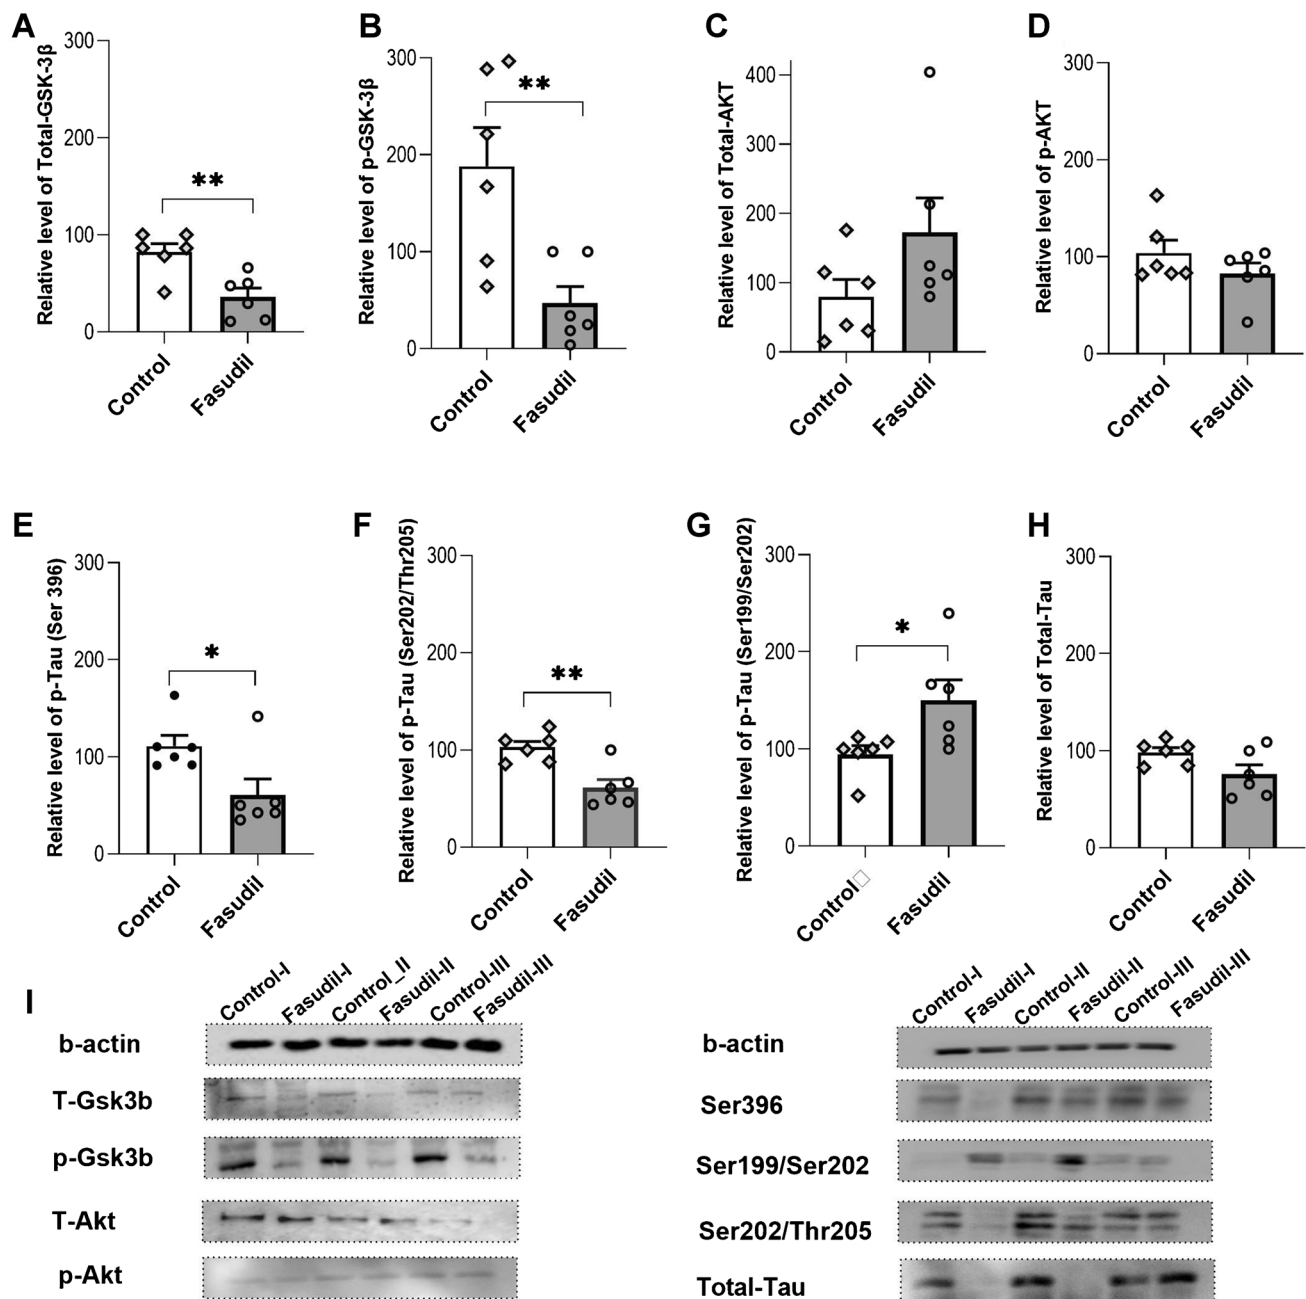 A
Relative level of Total-GSK-3β
300
200
100
0
**
Control
Fasudil
B
Relative level of p-GSK-3β
300
200
100
0
**
Control
Fasudil
C
Relative level of Total-AKT
400
300
200
100
0
Control
Fasudil
D
Relative level of p-AKT
300
200
100
0
Control
Fasudil
E
Relative level of p-Tau (Ser 396)
300
200
100
0
*
Control
Fasudil
F
Relative level of p-Tau (Ser202/Thr205)
300
200
100
0
**
Control
Fasudil
G
Relative level of p-Tau (Ser199/Ser202)
300
200
100
0
*
Control
Fasudil
H
Relative level of Total-Tau
300
200
100
0
Control
Fasudil
I
Control-I
Fasudil-I
Control_II
Fasudil-II
Control-III
Fasudil-III
b-actin
T-Gsk3b
p-Gsk3b
T-Akt
p-Akt
Control-I
Fasudil-I
Control-II
Fasudil-II
Control-III
Fasudil-III
b-actin
Ser396
Ser199/Ser202
Ser202/Thr205
Total-Tau